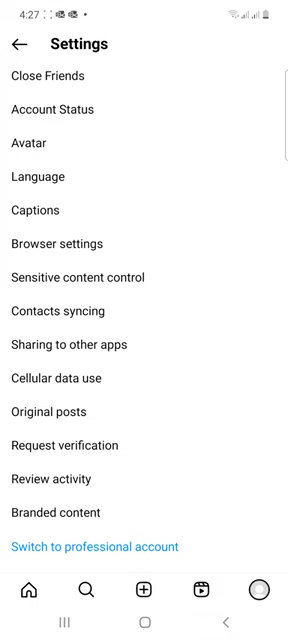 4:27
Settings
Close Friends
Account Status
Avatar
Language
Captions
Browser settings
Sensitive content control
Contacts syncing
Sharing to other apps
Cellular data use
Original posts
Request verification
Review activity
Branded content
Switch to professional account